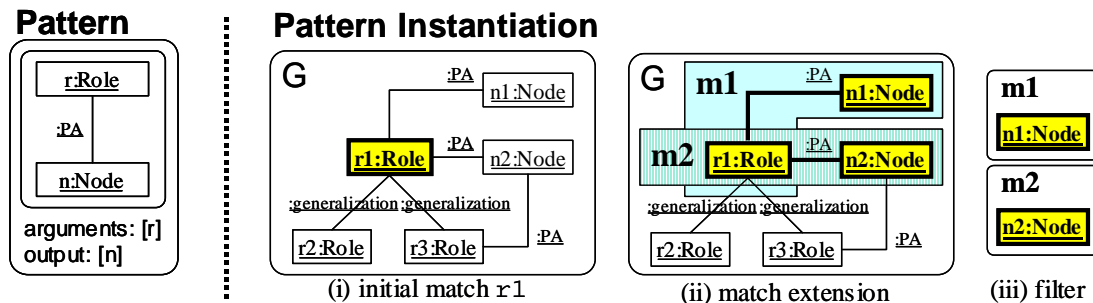 Pattern
r:Role
:PA
n:Node
arguments: [r]
output: [n]
Pattern Instantiation
G
:PA
n1:Node
r1:Role
:PA
n2:Node
:generalization
:generalization
r2:Role
r3:Role
:PA
(i) initial match r1
G
m1
:PA
n1:Node
m2
r1:Role
:PA
n2:Node
:generalization
:generalization
r2:Role
r3:Role
:PA
(ii) match extension
m1
n1:Node
m2
n2:Node
(iii) filter